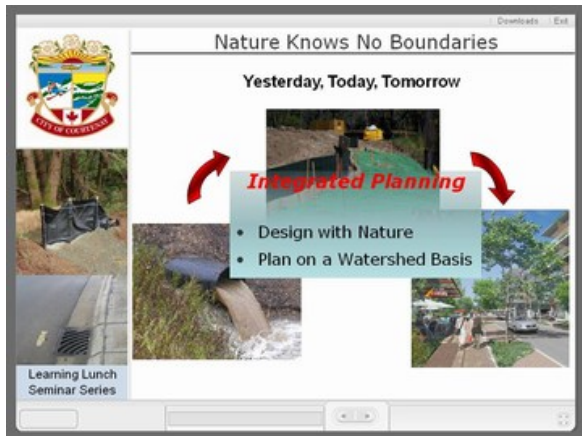 Downloads
Exit
Nature Knows No Boundaries
Yesterday, Today, Tomorrow
CITY OF COURTENAY
Integrated Planning
• Design with Nature
• Plan on a Watershed Basis
Learning Lunch
Seminar Series